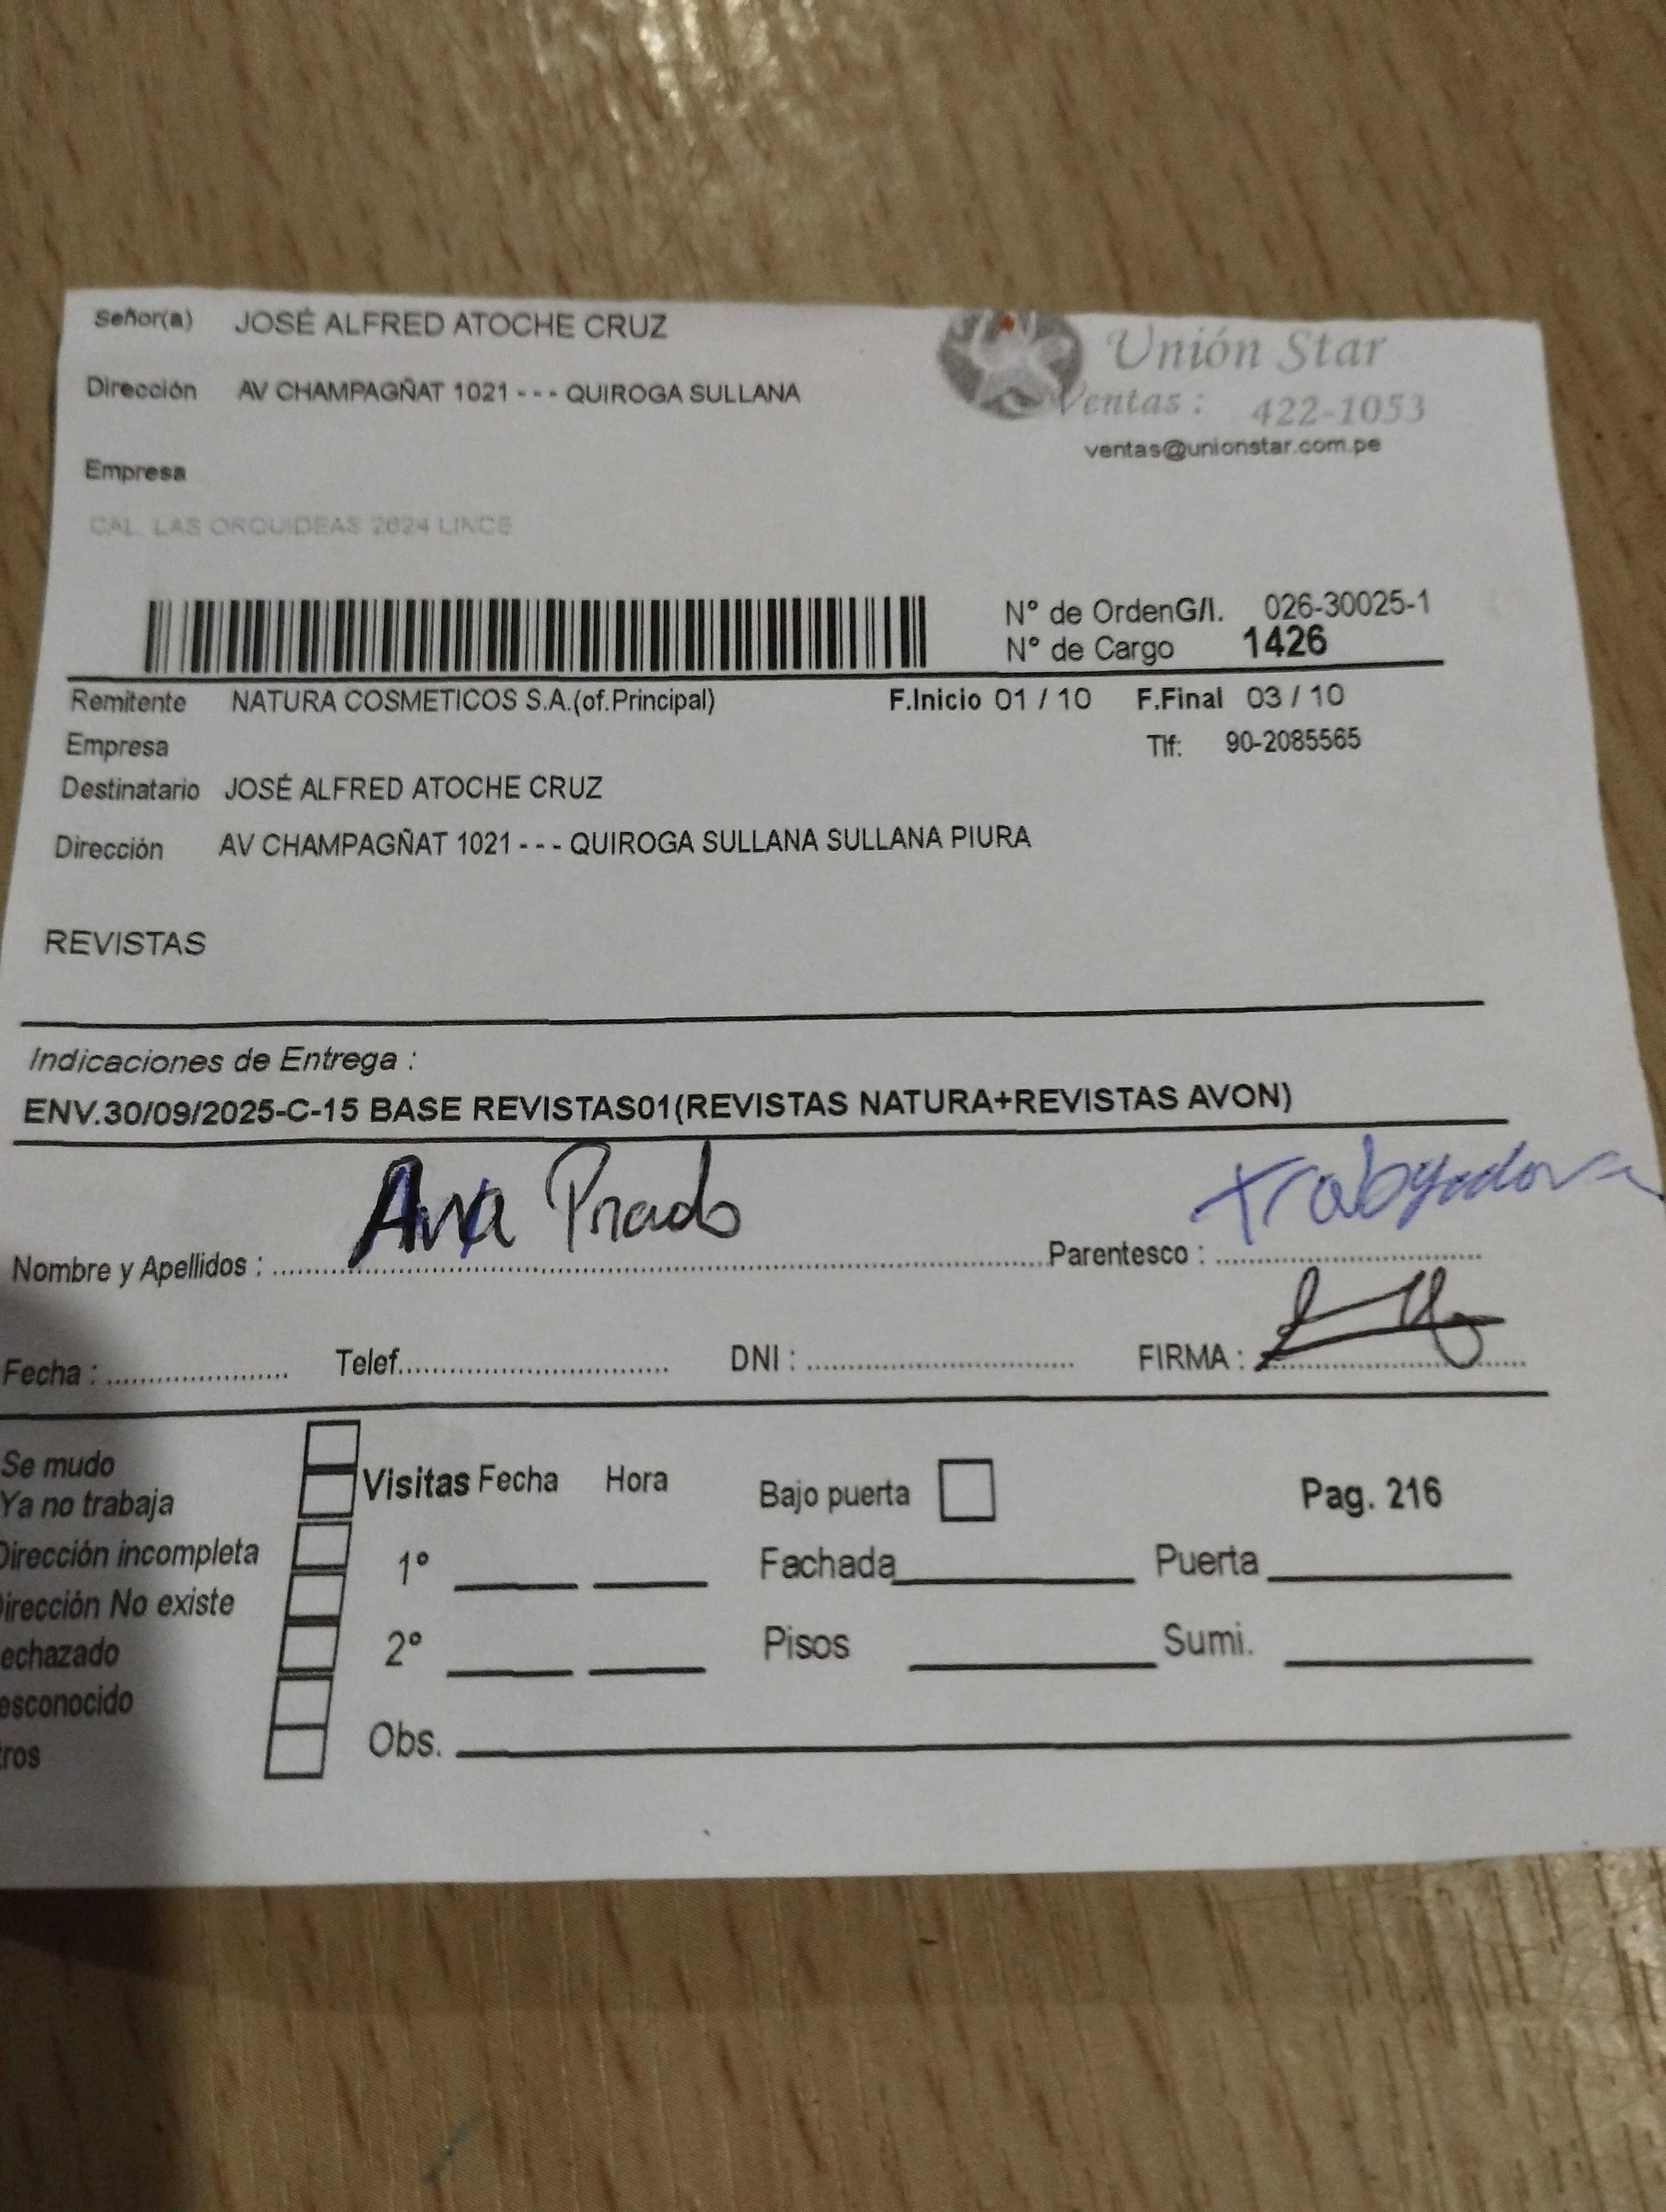 Señor(a) JOSÉ ALFRED ATOCHE CRUZ
Unión Star
Dirección AV CHAMPAGÑAT 1021 - - - QUIROGA SULLANA
Ventas : 422-1053
ventas@unionstar.com.pe
Empresa
CAL. LAS ORQUIDEAS 2624 LINCE
N° de OrdenG/I. 026-30025-1
N° de Cargo 1426
Remitente NATURA COSMETICOS S.A.(of.Principal) F.Inicio 01 / 10 F.Final 03 / 10
Empresa Tlf: 90-2085565
Destinatario JOSÉ ALFRED ATOCHE CRUZ
Dirección AV CHAMPAGÑAT 1021 - - - QUIROGA SULLANA SULLANA PIURA
REVISTAS
Indicaciones de Entrega :
ENV.30/09/2025-C-15 BASE REVISTAS01(REVISTAS NATURA+REVISTAS AVON)
Nombre y Apellidos : Ana Prado Parentesco : trabajadora
Fecha : Telef. DNI : FIRMA :
Se mudo
Ya no trabaja
Dirección incompleta
Dirección No existe
echazado
esconocido
ros
Visitas Fecha Hora
1°
2°
Obs.
Bajo puerta Pag. 216
Fachada Puerta
Pisos Sumi.